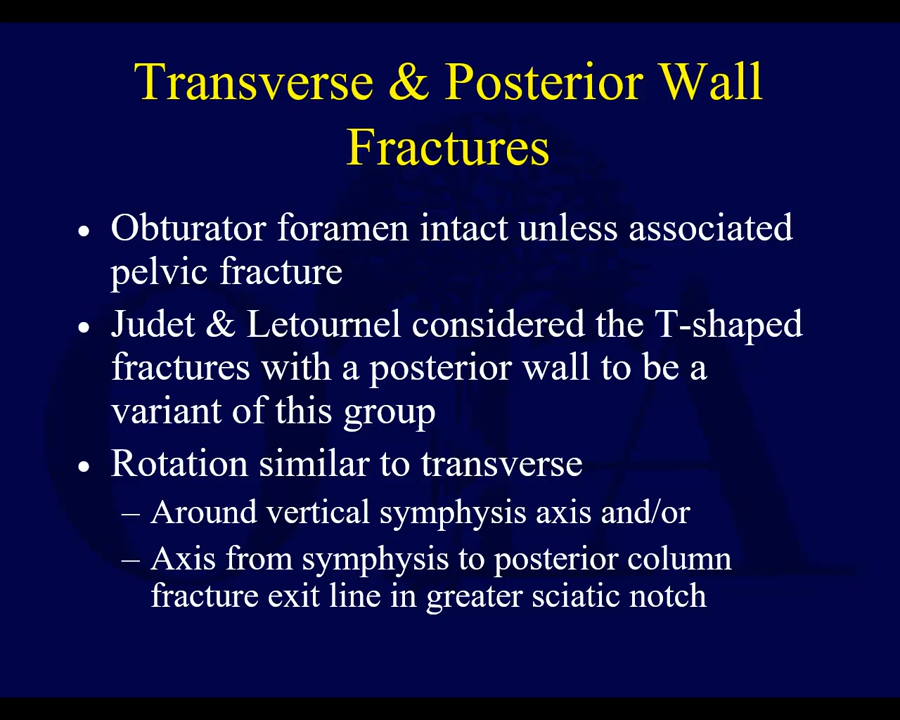 Transverse & Posterior Wall
Fractures
• Obturator foramen intact unless associated
pelvic fracture
• Judet & Letournel considered the T-shaped
fractures with a posterior wall to be a
variant of this group
• Rotation similar to transverse
– Around vertical symphysis axis and/or
– Axis from symphysis to posterior column
fracture exit line in greater sciatic notch
OTA